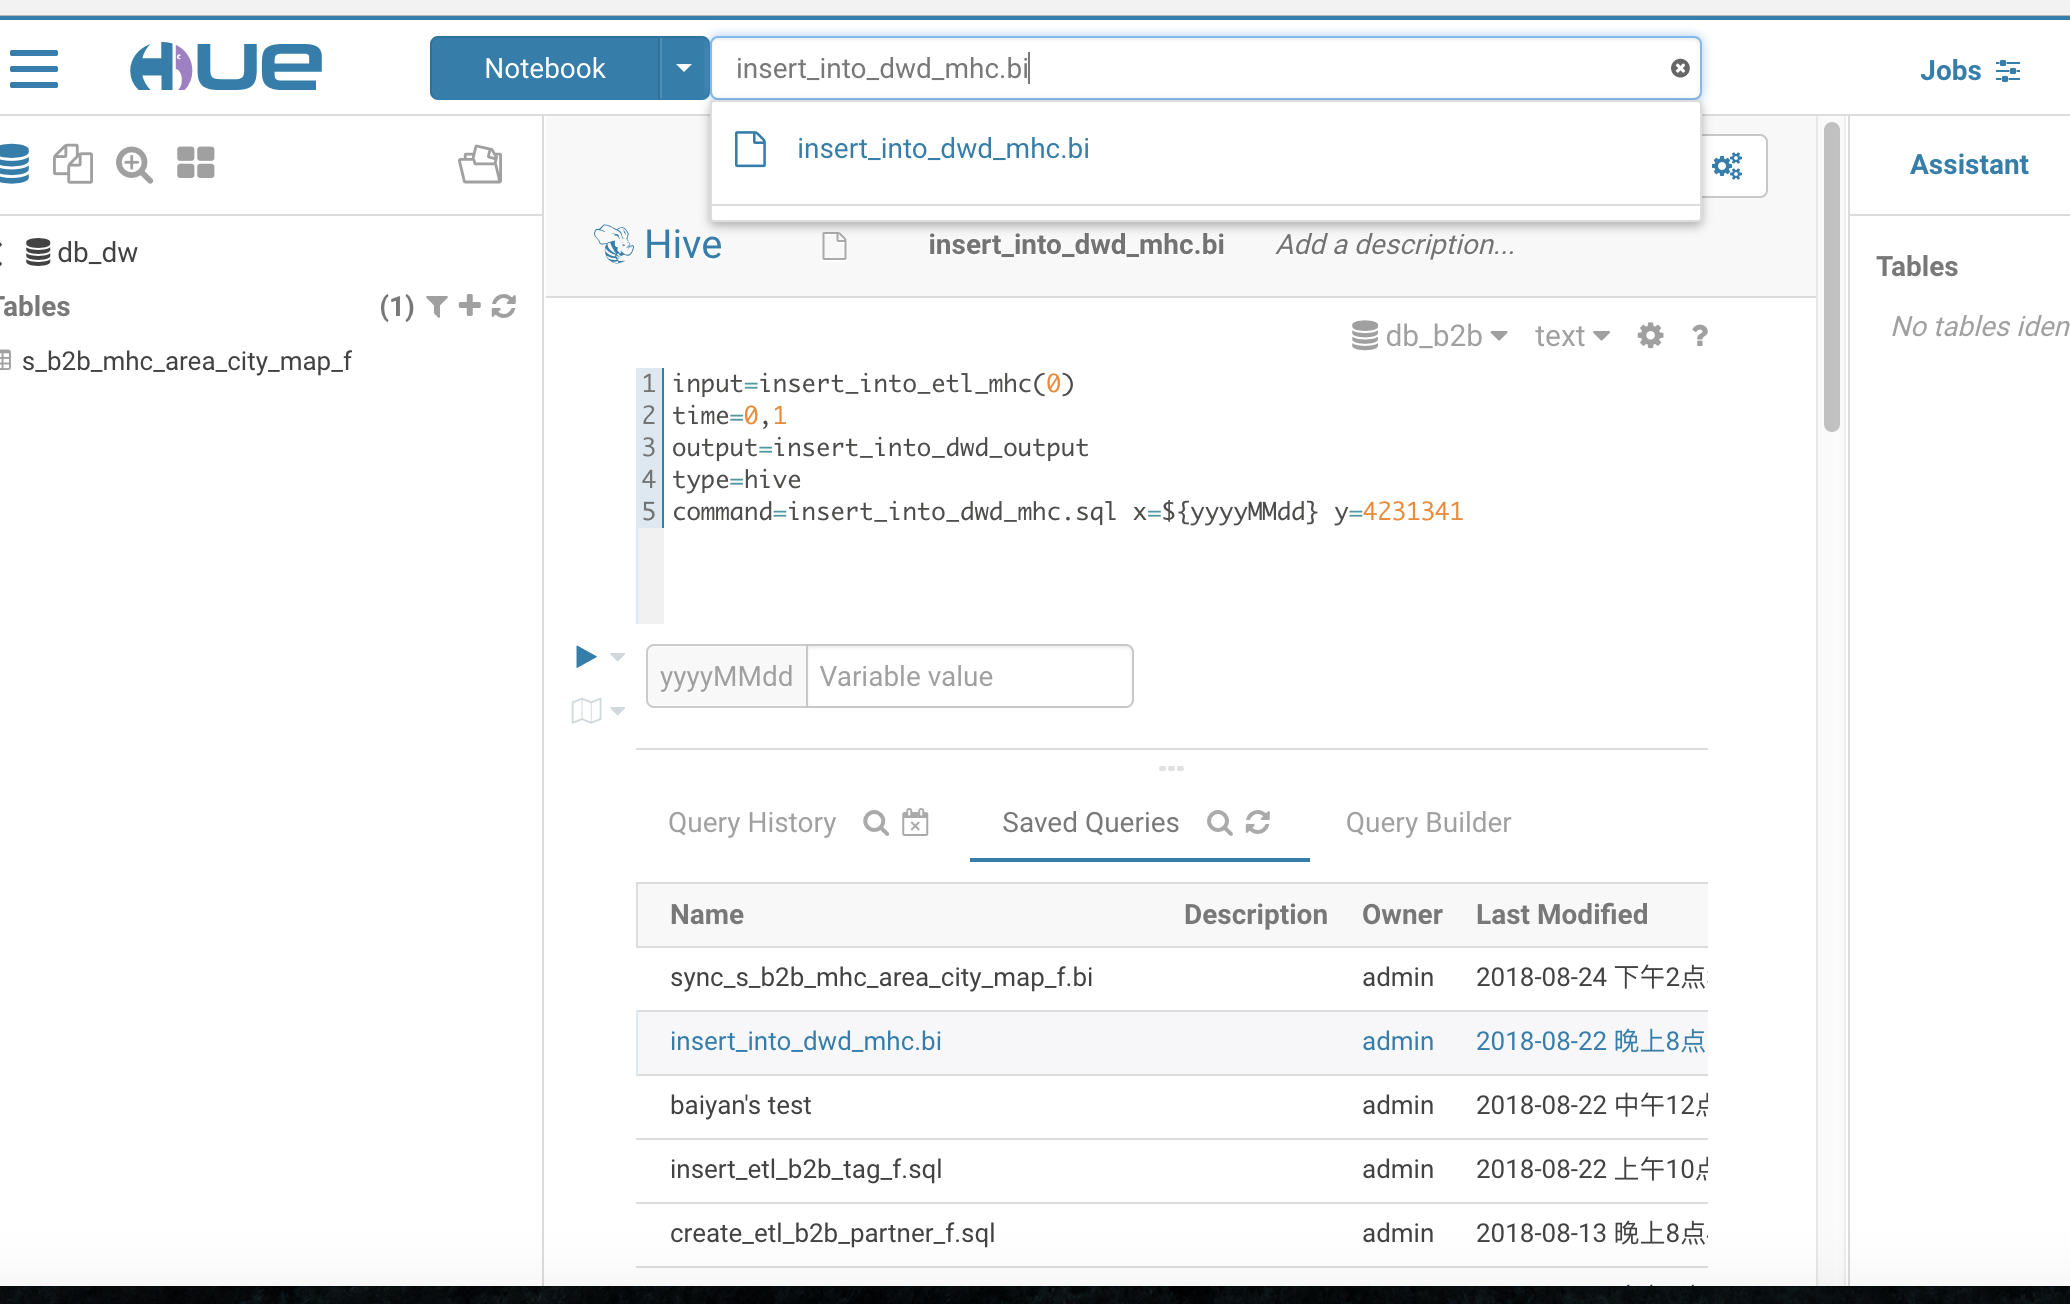 HUE
Notebook
insert_into_dwd_mhc.bi
Jobs
insert_into_dwd_mhc.bi
Assistant
db_dw
Tables (1)
s_b2b_mhc_area_city_map_f
Hive
insert_into_dwd_mhc.bi
Add a description...
Tables
No tables iden
db_b2b
text
?
1 input=insert_into_etl_mhc(0)
2 time=0,1
3 output=insert_into_dwd_output
4 type=hive
5 command=insert_into_dwd_mhc.sql x=${yyyyMMdd} y=4231341
yyyyMMdd
Variable value
Query History
Saved Queries
Query Builder
Name Description Owner Last Modified
sync_s_b2b_mhc_area_city_map_f.bi admin 2018-08-24 下午2点
insert_into_dwd_mhc.bi admin 2018-08-22 晚上8点
baiyan's test admin 2018-08-22 中午12点
insert_etl_b2b_tag_f.sql admin 2018-08-22 上午10点
create_etl_b2b_partner_f.sql admin 2018-08-13 晚上8点